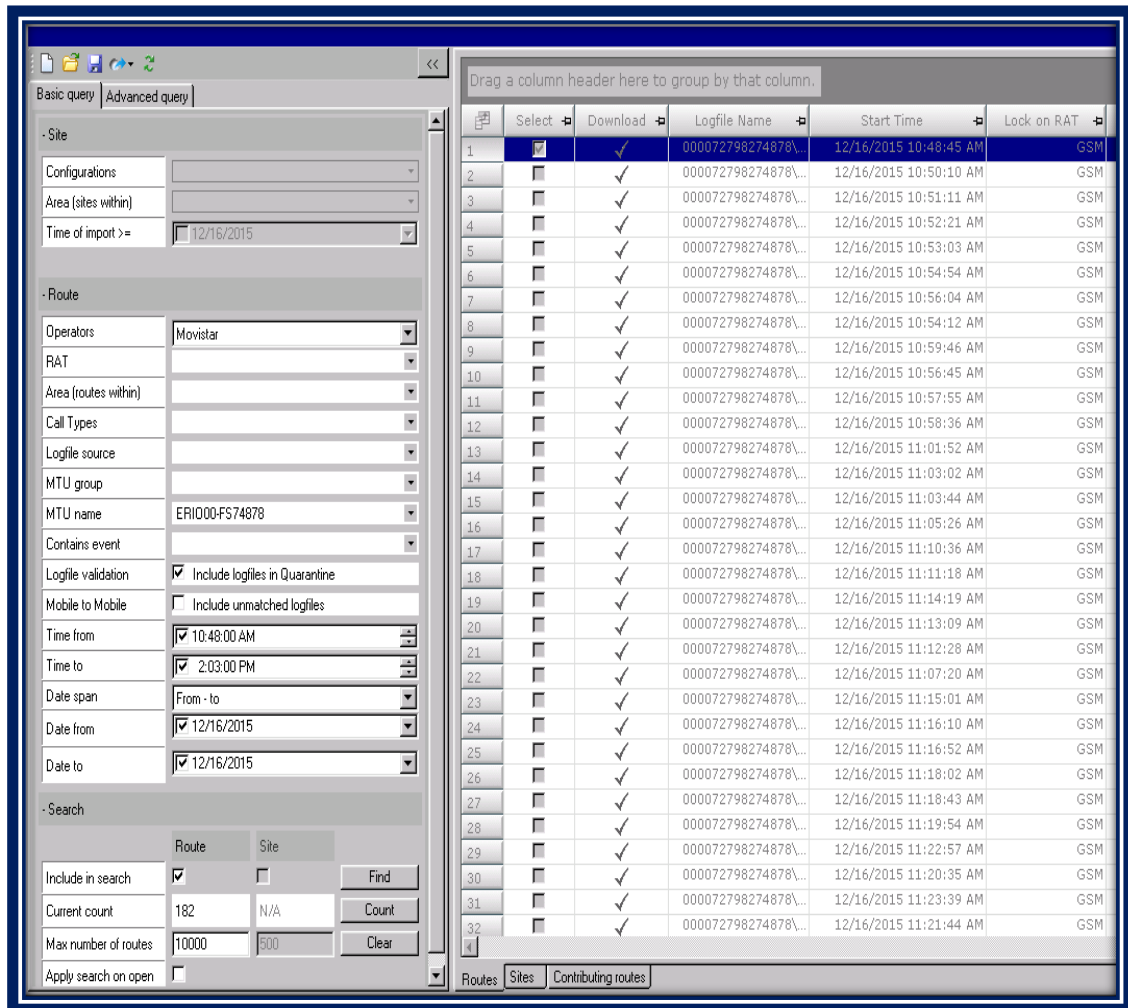 Basic query Advanced query
- Site
Configurations
Area (sites within)
Time of import >= 12/16/2015
- Route
Operators Movistar
RAT
Area (routes within)
Call Types
Logfile source
MTU group
MTU name ERIO00-FS74878
Contains event
Logfile validation Include logfiles in Quarantine
Mobile to Mobile Include unmatched logfiles
Time from 10:48:00 AM
Time to 2:03:00 PM
Date span From - to
Date from 12/16/2015
Date to 12/16/2015
- Search
Route Site
Include in search Find
Current count 182 N/A Count
Max number of routes 10000 500 Clear
Apply search on open
Drag a column header here to group by that column.
Select Download Logfile Name Start Time Lock on RAT
1 000072798274878\... 12/16/2015 10:48:45 AM GSM
2 000072798274878\... 12/16/2015 10:50:10 AM GSM
3 000072798274878\... 12/16/2015 10:51:11 AM GSM
4 000072798274878\... 12/16/2015 10:52:21 AM GSM
5 000072798274878\... 12/16/2015 10:53:03 AM GSM
6 000072798274878\... 12/16/2015 10:54:54 AM GSM
7 000072798274878\... 12/16/2015 10:56:04 AM GSM
8 000072798274878\... 12/16/2015 10:54:12 AM GSM
9 000072798274878\... 12/16/2015 10:59:46 AM GSM
10 000072798274878\... 12/16/2015 10:56:45 AM GSM
11 000072798274878\... 12/16/2015 10:57:55 AM GSM
12 000072798274878\... 12/16/2015 10:58:36 AM GSM
13 000072798274878\... 12/16/2015 11:01:52 AM GSM
14 000072798274878\... 12/16/2015 11:03:02 AM GSM
15 000072798274878\... 12/16/2015 11:03:44 AM GSM
16 000072798274878\... 12/16/2015 11:05:26 AM GSM
17 000072798274878\... 12/16/2015 11:10:36 AM GSM
18 000072798274878\... 12/16/2015 11:11:18 AM GSM
19 000072798274878\... 12/16/2015 11:14:19 AM GSM
20 000072798274878\... 12/16/2015 11:13:09 AM GSM
21 000072798274878\... 12/16/2015 11:12:28 AM GSM
22 000072798274878\... 12/16/2015 11:07:20 AM GSM
23 000072798274878\... 12/16/2015 11:15:01 AM GSM
24 000072798274878\... 12/16/2015 11:16:10 AM GSM
25 000072798274878\... 12/16/2015 11:16:52 AM GSM
26 000072798274878\... 12/16/2015 11:18:02 AM GSM
27 000072798274878\... 12/16/2015 11:18:43 AM GSM
28 000072798274878\... 12/16/2015 11:19:54 AM GSM
29 000072798274878\... 12/16/2015 11:22:57 AM GSM
30 000072798274878\... 12/16/2015 11:20:35 AM GSM
31 000072798274878\... 12/16/2015 11:23:39 AM GSM
32 000072798274878\... 12/16/2015 11:21:44 AM GSM
Routes Sites Contributing routes